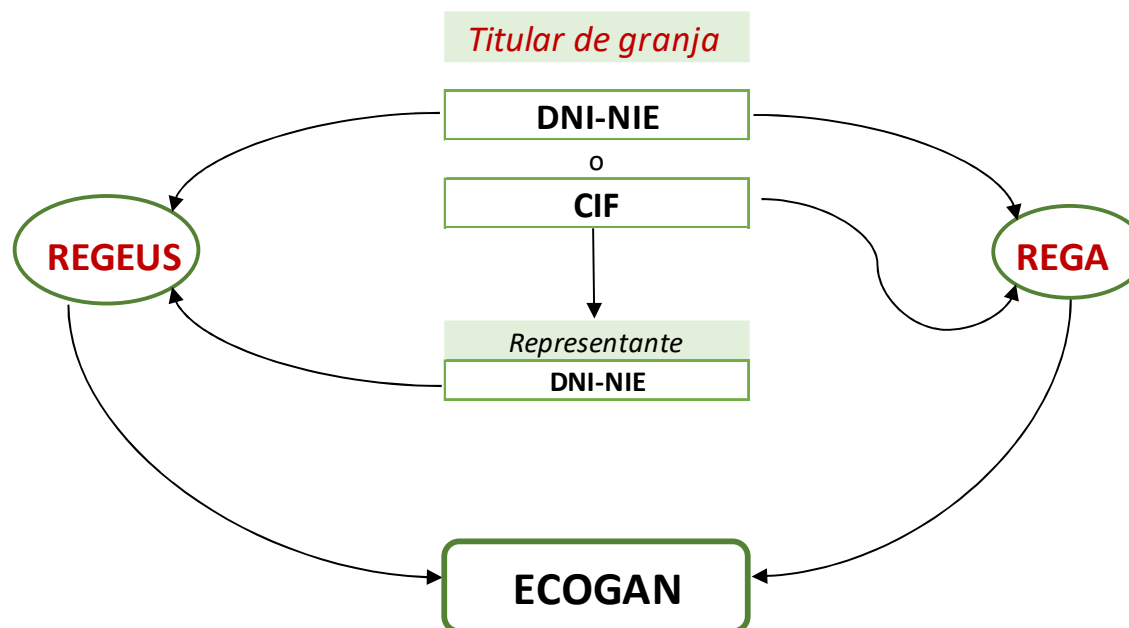 Titular de granja
DNI-NIE
o
CIF
REGEUS
REGA
Representante
DNI-NIE
ECOGAN